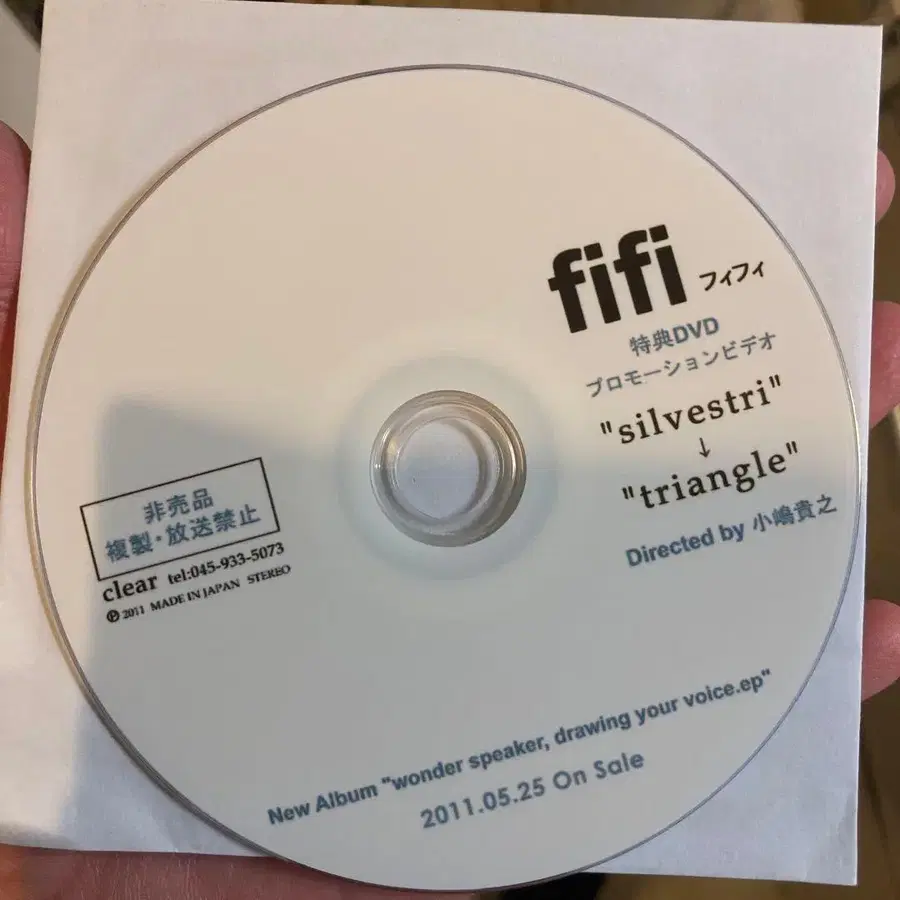 fifi フィフィ
特典DVD
プロモーションビデオ
"silvestri"
↓
"triangle"
Directed by 小嶋貴之
非売品
複製・放送禁止
clear tel:045-933-5073
℗2011 MADE IN JAPAN STEREO
New Album "wonder speaker, drawing your voice.ep"
2011.05.25 On Sale